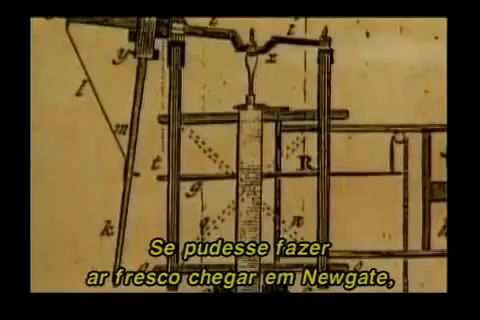 t
t
y
x
l
m
t
R
g
k
e
n
Se pudesse fazer
ar fresco chegar em Newgate,